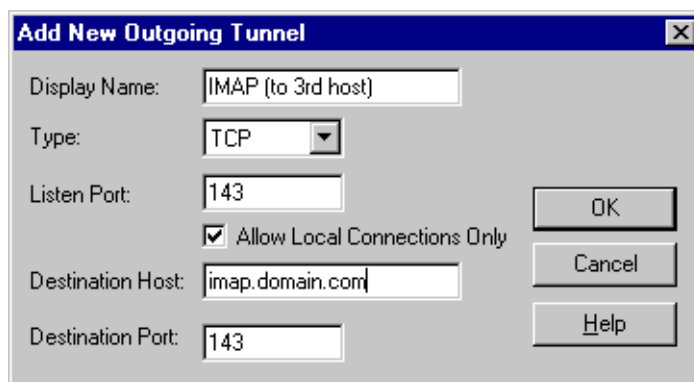 Add New Outgoing Tunnel
Display Name: IMAP (to 3rd host)
Type: TCP
Listen Port: 143
Allow Local Connections Only
Destination Host: imap.domain.com
Destination Port: 143
OK
Cancel
Help